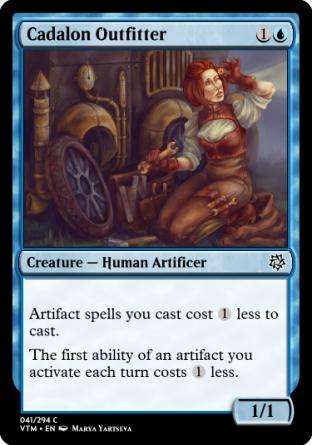 Cadalon Outfitter 1
Creature — Human Artificer
Artifact spells you cast cost 1 less to
cast.
The first ability of an artifact you
activate each turn costs 1 less.
1/1
041/294 C
VTM • EN Marya Yartseva